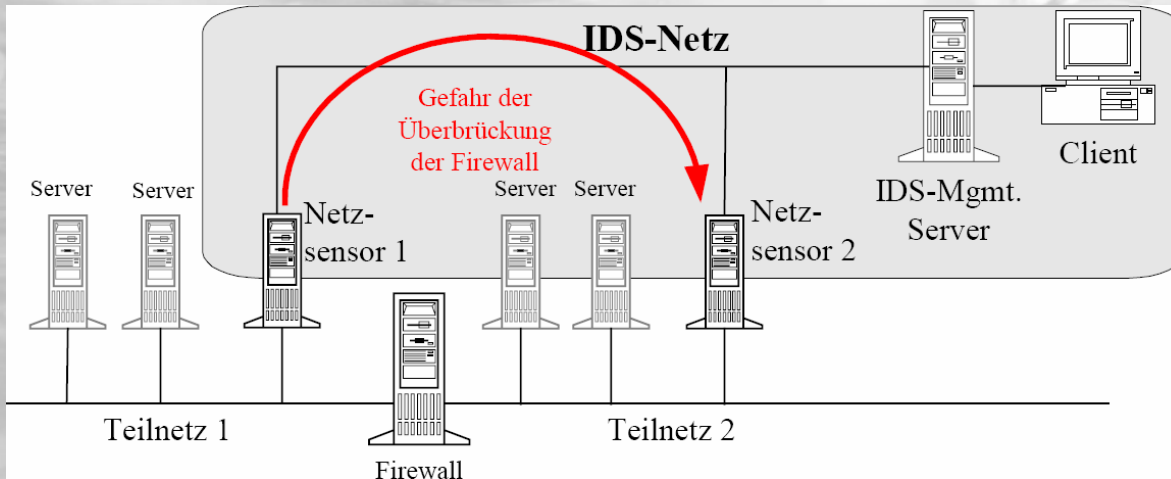 IDS-Netz
Gefahr der
Überbrückung
der Firewall
Client
IDS-Mgmt.
Server
Server
Server
Netz-
sensor 1
Server
Server
Netz-
sensor 2
Teilnetz 1
Teilnetz 2
Firewall